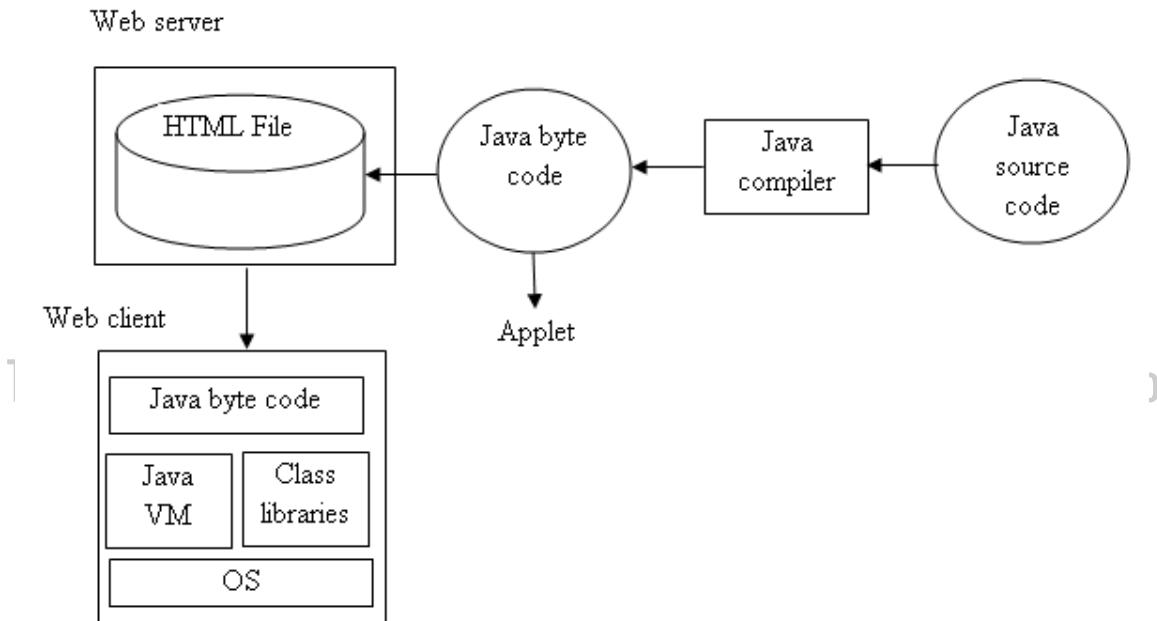 Web server
HTML File
Java byte
code
Java
compiler
Java
source
code
Applet
Web client
Java byte code
Java
VM
Class
libraries
OS